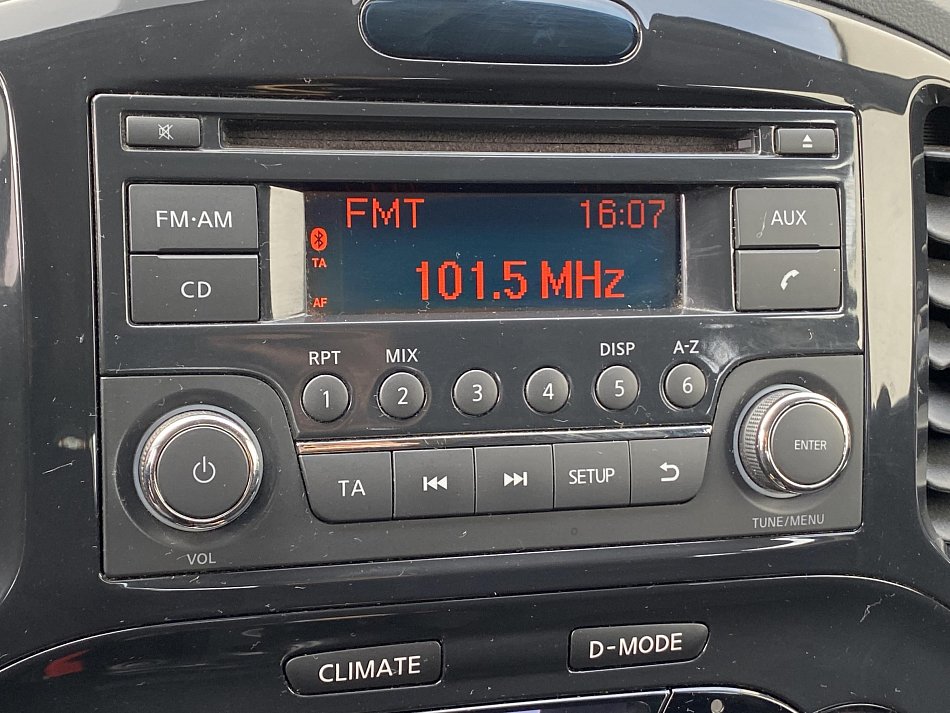 FMT 16:07
FM·AM
AUX
TA
101.5 MHz
CD
AF
RPT MIX DISP A-Z
1 2 3 4 5 6
TA SETUP
ENTER
VOL
TUNE/MENU
CLIMATE
D-MODE